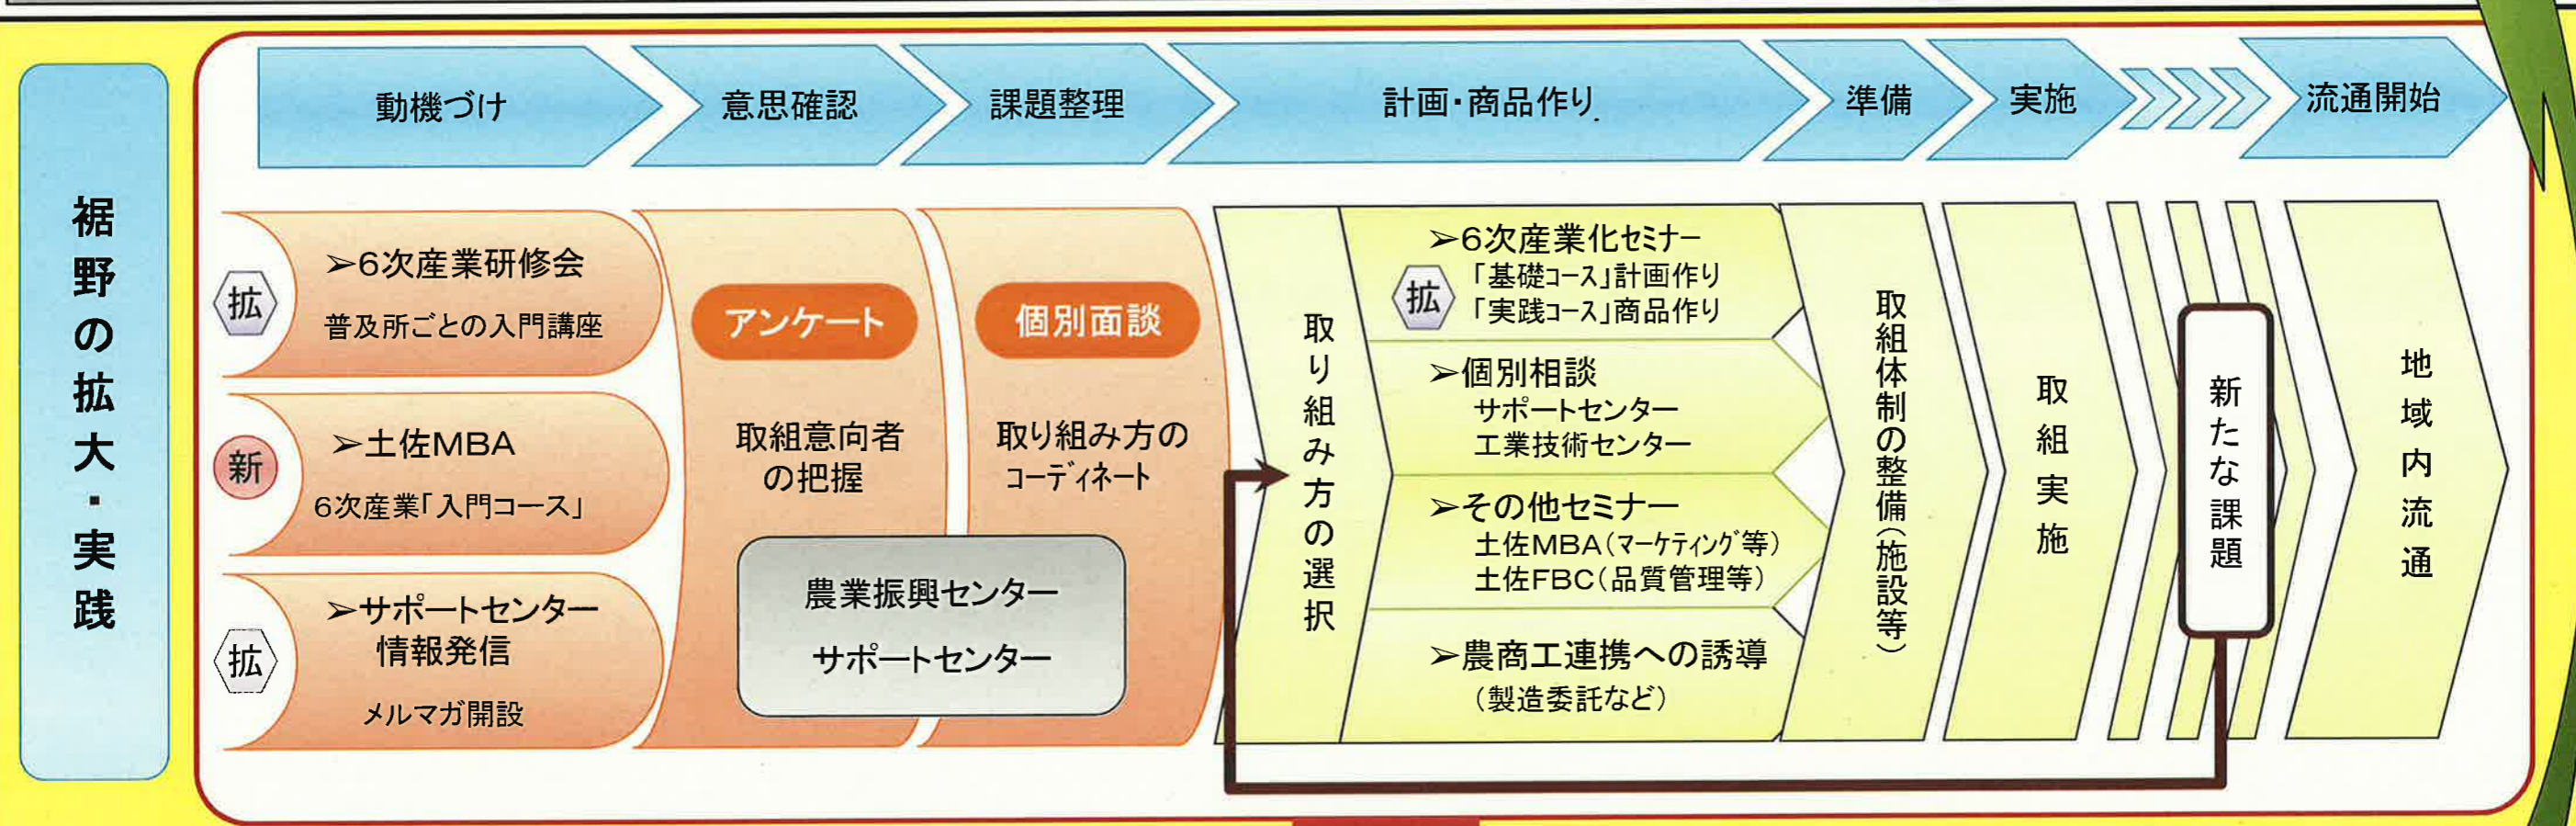 裾野の拡大・実践
動機づけ
意思確認
課題整理
計画・商品作り
準備
実施
流通開始
拡
➢6次産業研修会
普及所ごとの入門講座
新
➢土佐MBA
6次産業「入門コース」
拡
➢サポートセンター
情報発信
メルマガ開設
アンケート
取組意向者
の把握
個別面談
取り組み方の
コーディネート
農業振興センター
サポートセンター
取り組み方の選択
拡
➢6次産業化セミナー
「基礎コース」計画作り
「実践コース」商品作り
➢個別相談
サポートセンター
工業技術センター
➢その他セミナー
土佐MBA(マーケティング等)
土佐FBC(品質管理等)
➢農商工連携への誘導
(製造委託など)
取組体制の整備(施設等)
取組実施
新たな課題
地域内流通